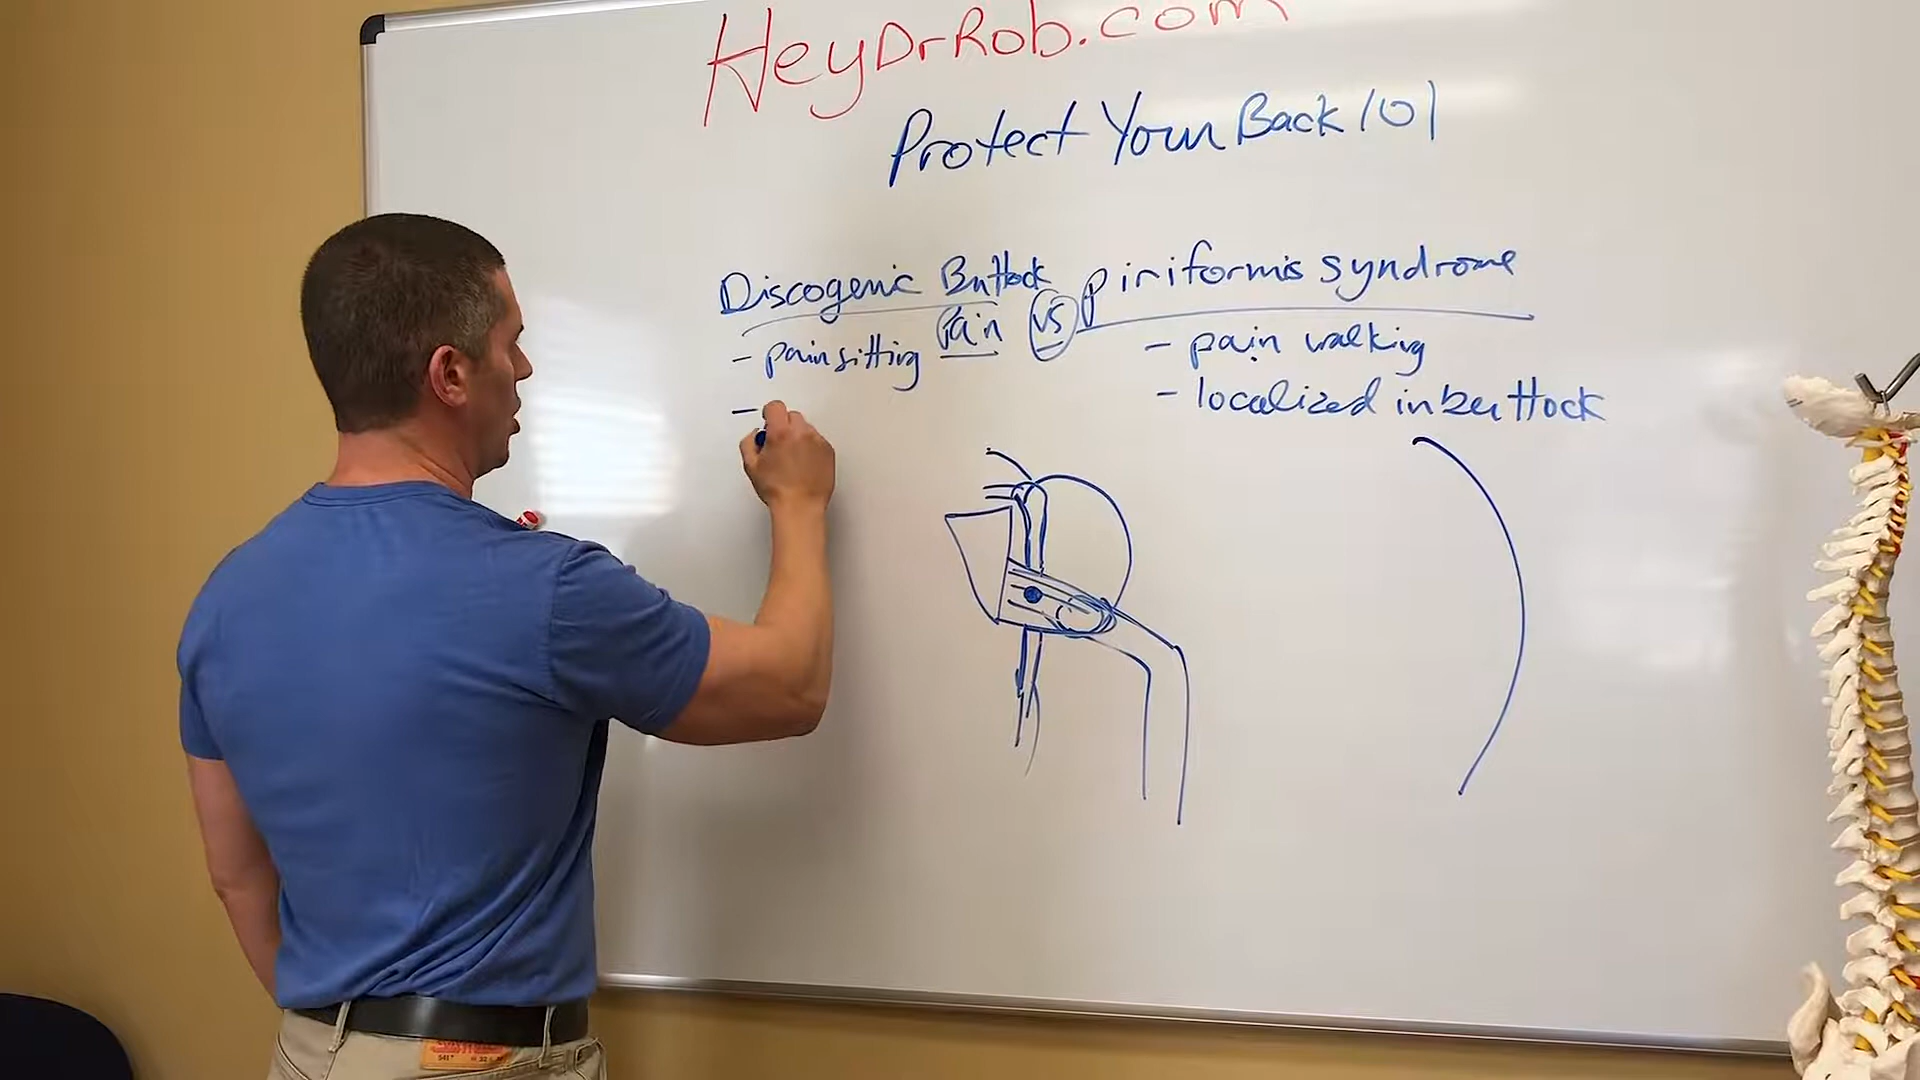 HeyDrRob.com
Protect Your Back 101
Discogenic Buttock Pain
vs
piriformis syndrome
- pain sitting
-
- pain walking
- localized in buttock
541